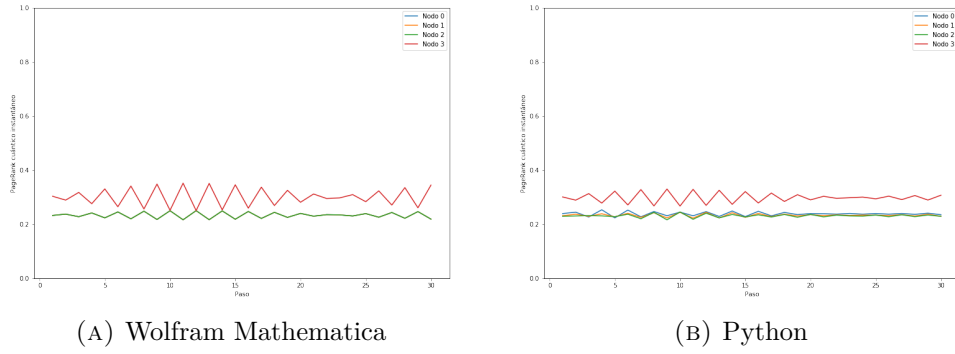 PageRank cuántico instantáneo
1.0
0.8
0.6
0.4
0.2
0.0
0
5
10
15
20
25
30
Paso
Nodo 0
Nodo 1
Nodo 2
Nodo 3
(A) Wolfram Mathematica
PageRank cuántico instantáneo
1.0
0.8
0.6
0.4
0.2
0.0
0
5
10
15
20
25
30
Paso
Nodo 0
Nodo 1
Nodo 2
Nodo 3
(B) Python